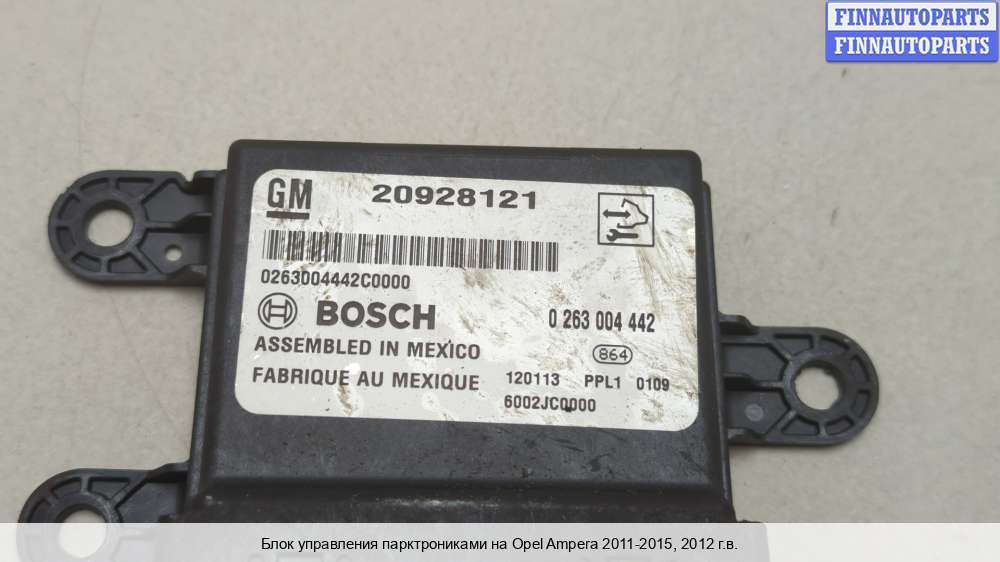 FINNAUTOPARTS
FINNAUTOPARTS
GM 20928121
0263004442C0000
BOSCH 0 263 004 442
ASSEMBLED IN MEXICO 864
FABRIQUE AU MEXIQUE 120113 PPL1 0109
6002JC0000
Блок управления парктрониками на Opel Ampera 2011-2015, 2012 г.в.